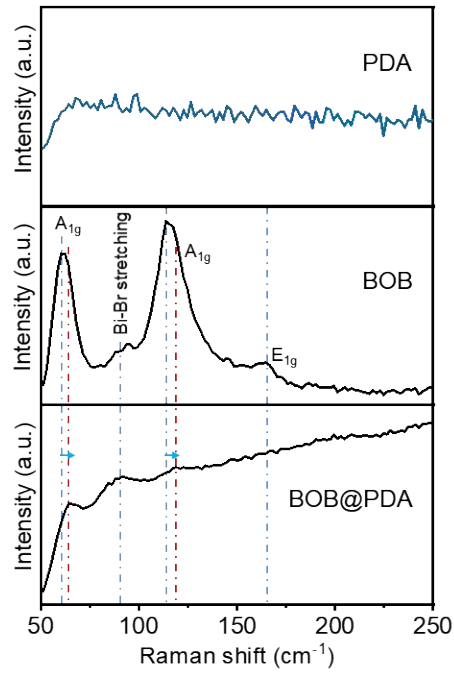 Intensity (a.u.)
PDA
Intensity (a.u.)
A1g
Bi-Br stretching
A1g
E1g
BOB
Intensity (a.u.)
BOB@PDA
50 100 150 200 250
Raman shift (cm-1)